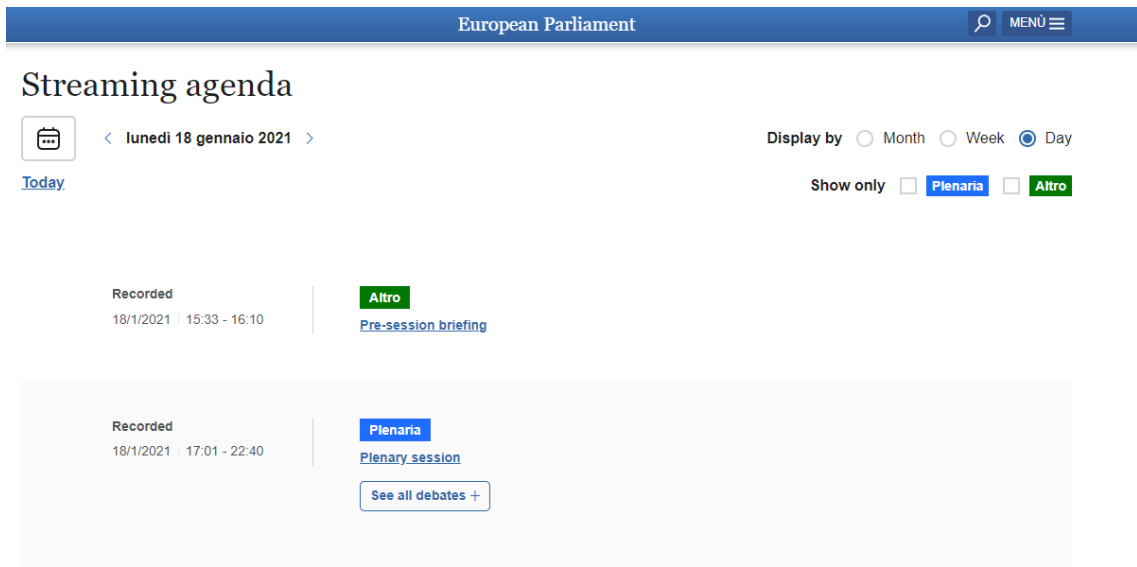 European Parliament
MENÙ
Streaming agenda
lunedì 18 gennaio 2021
Display by Month Week Day
Today
Show only Plenaria Altro
Recorded
18/1/2021 15:33 - 16:10
Altro
Pre-session briefing
Recorded
18/1/2021 17:01 - 22:40
Plenaria
Plenary session
See all debates +